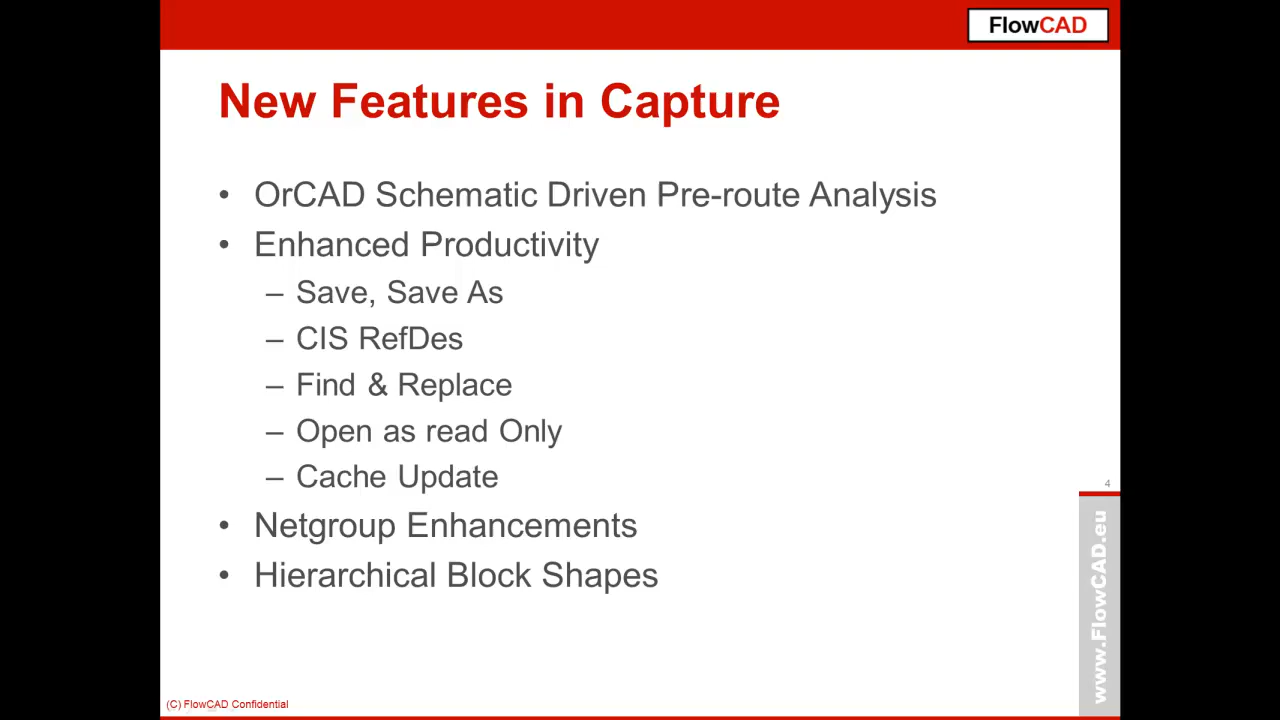 FlowCAD
New Features in Capture
• OrCAD Schematic Driven Pre-route Analysis
• Enhanced Productivity
– Save, Save As
– CIS RefDes
– Find & Replace
– Open as read Only
– Cache Update
• Netgroup Enhancements
• Hierarchical Block Shapes
4
www.FlowCAD.eu
(C) FlowCAD Confidential